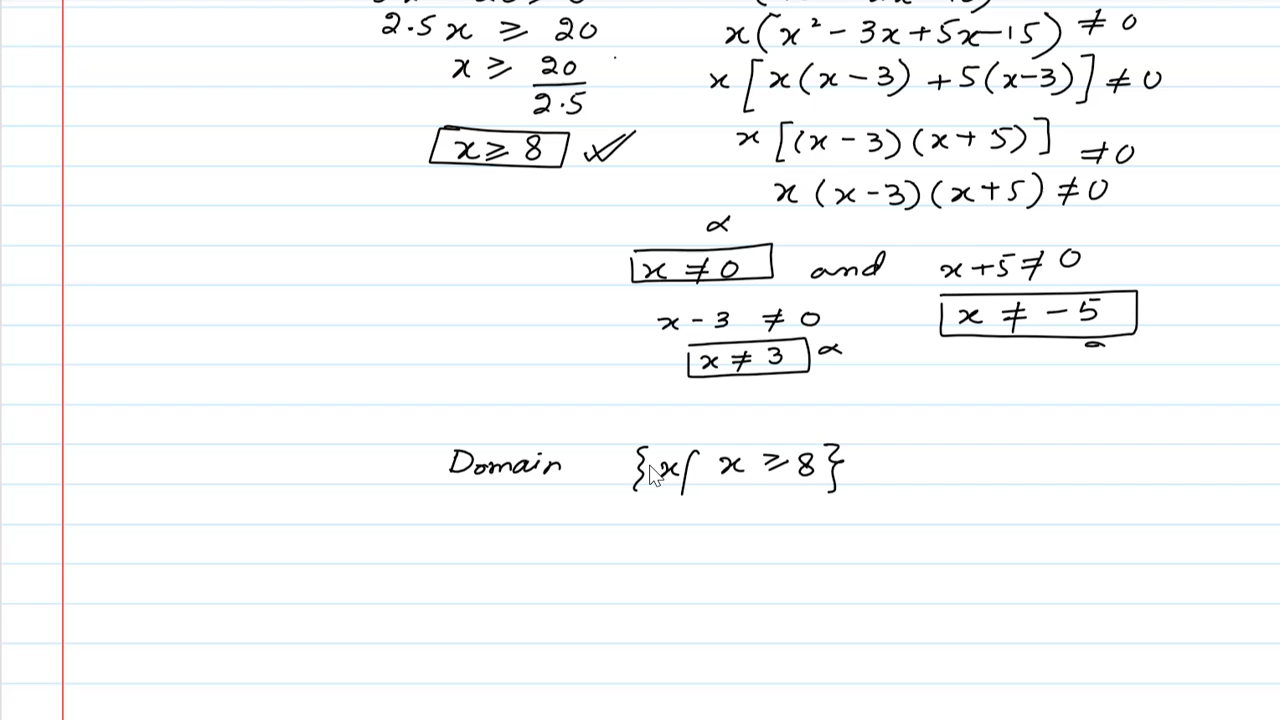 2.5x ≥ 20
x ≥ 20/2.5
x ≥ 8 ✓
x(x² - 3x + 5x - 15) ≠ 0
x[x(x - 3) + 5(x - 3)] ≠ 0
x[(x - 3)(x + 5)] ≠ 0
x(x - 3)(x + 5) ≠ 0
α
x ≠ 0 and x + 5 ≠ 0
x - 3 ≠ 0 x ≠ -5
x ≠ 3 α
Domain {x/ x ≥ 8}